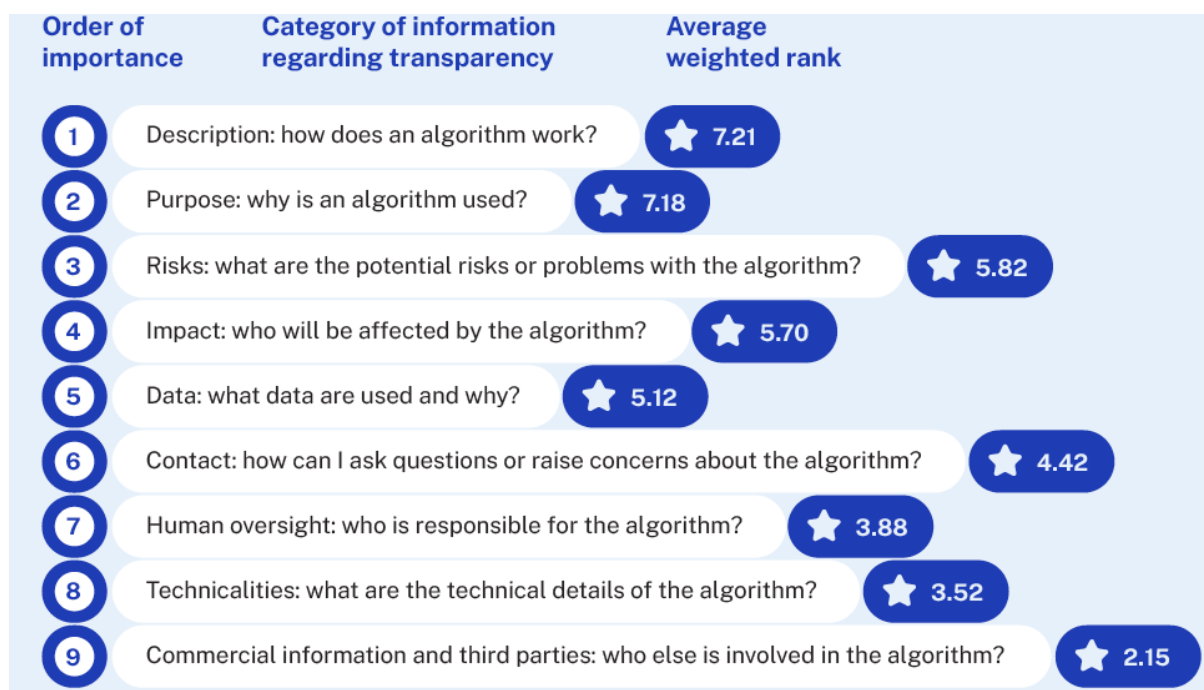 Order of importance
Category of information regarding transparency
Average weighted rank
1 Description: how does an algorithm work? 7.21
2 Purpose: why is an algorithm used? 7.18
3 Risks: what are the potential risks or problems with the algorithm? 5.82
4 Impact: who will be affected by the algorithm? 5.70
5 Data: what data are used and why? 5.12
6 Contact: how can I ask questions or raise concerns about the algorithm? 4.42
7 Human oversight: who is responsible for the algorithm? 3.88
8 Technicalities: what are the technical details of the algorithm? 3.52
9 Commercial information and third parties: who else is involved in the algorithm? 2.15